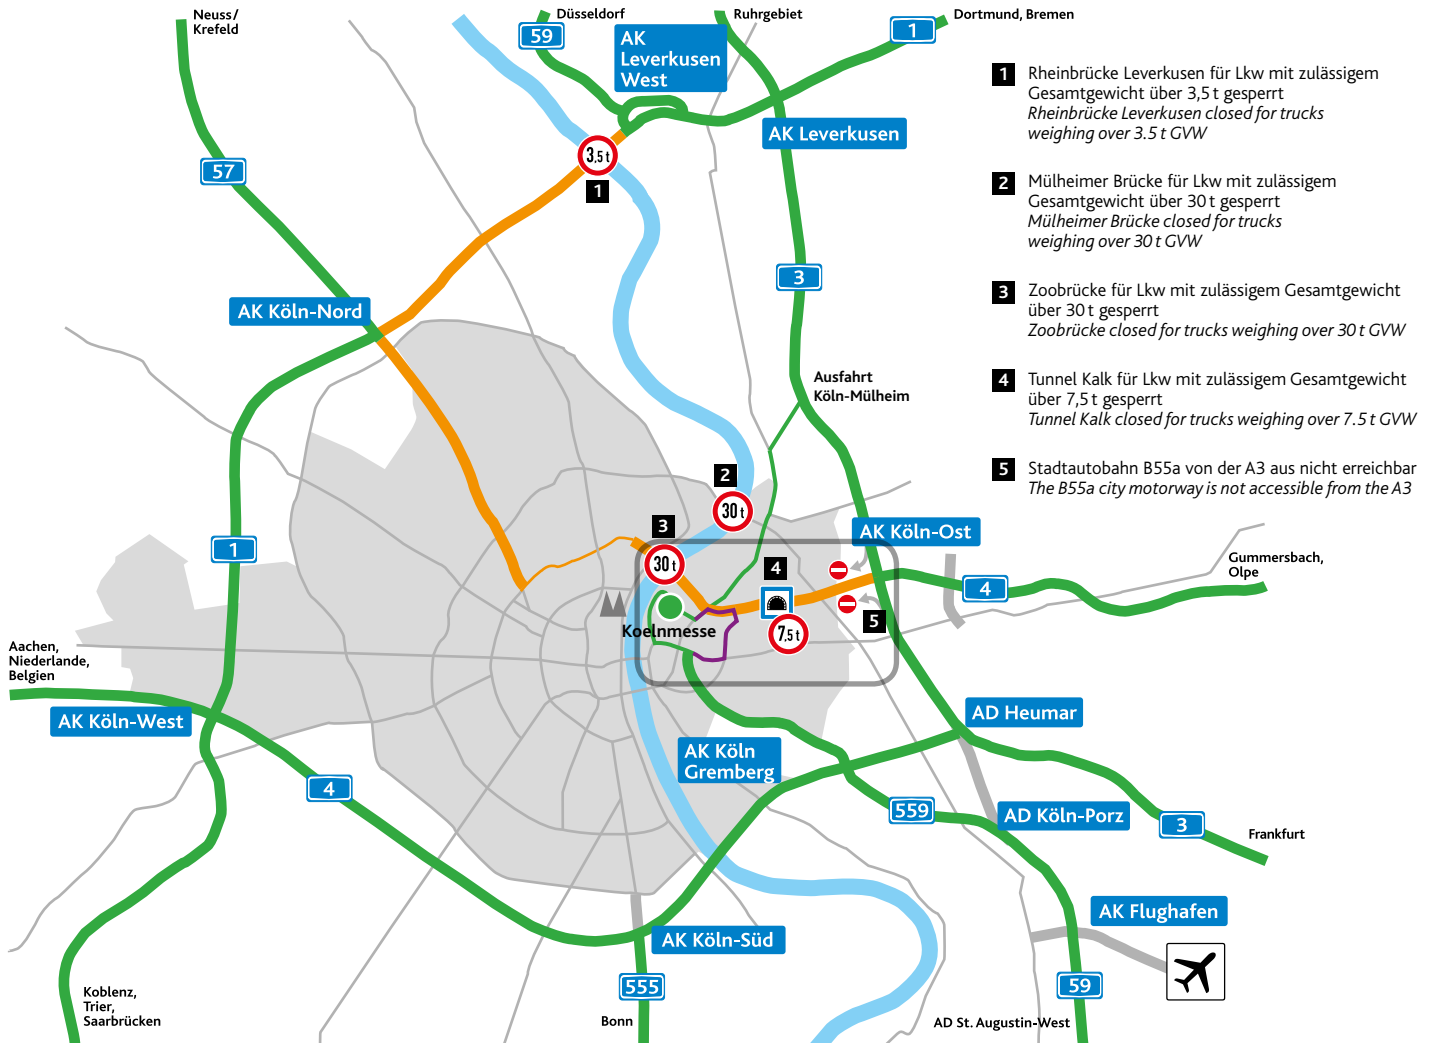 Neuss/
Krefeld
Düsseldorf
59
AK
Leverkusen
West
Ruhrgebiet
1
Dortmund, Bremen
AK Leverkusen
3,5 t
1
57
3
AK Köln-Nord
Ausfahrt
Köln-Mülheim
2
30 t
3
30 t
4
AK Köln-Ost
1
4
Gummersbach,
Olpe
Koelnmesse
7,5 t
5
Aachen,
Niederlande,
Belgien
AK Köln-West
AD Heumar
AK Köln
Gremberg
4
559
AD Köln-Porz
3
Frankfurt
AK Flughafen
AK Köln-Süd
555
59
Koblenz,
Trier,
Saarbrücken
Bonn
AD St. Augustin-West
1 Rheinbrücke Leverkusen für Lkw mit zulässigem
Gesamtgewicht über 3,5 t gesperrt
Rheinbrücke Leverkusen closed for trucks
weighing over 3.5 t GVW
2 Mülheimer Brücke für Lkw mit zulässigem
Gesamtgewicht über 30 t gesperrt
Mülheimer Brücke closed for trucks
weighing over 30 t GVW
3 Zoobrücke für Lkw mit zulässigem Gesamtgewicht
über 30 t gesperrt
Zoobrücke closed for trucks weighing over 30 t GVW
4 Tunnel Kalk für Lkw mit zulässigem Gesamtgewicht
über 7,5 t gesperrt
Tunnel Kalk closed for trucks weighing over 7.5 t GVW
5 Stadtautobahn B55a von der A3 aus nicht erreichbar
The B55a city motorway is not accessible from the A3